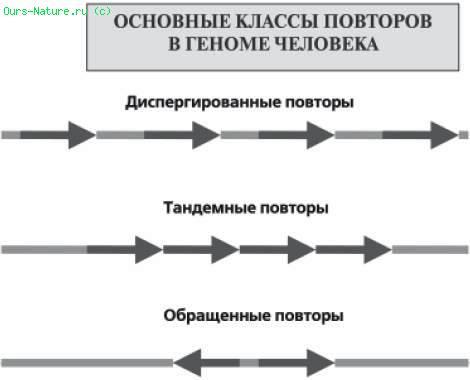 Ours-Nature.ru (c)
ОСНОВНЫЕ КЛАССЫ ПОВТОРОВ
В ГЕНОМЕ ЧЕЛОВЕКА
Диспергированные повторы
Тандемные повторы
Обращенные повторы